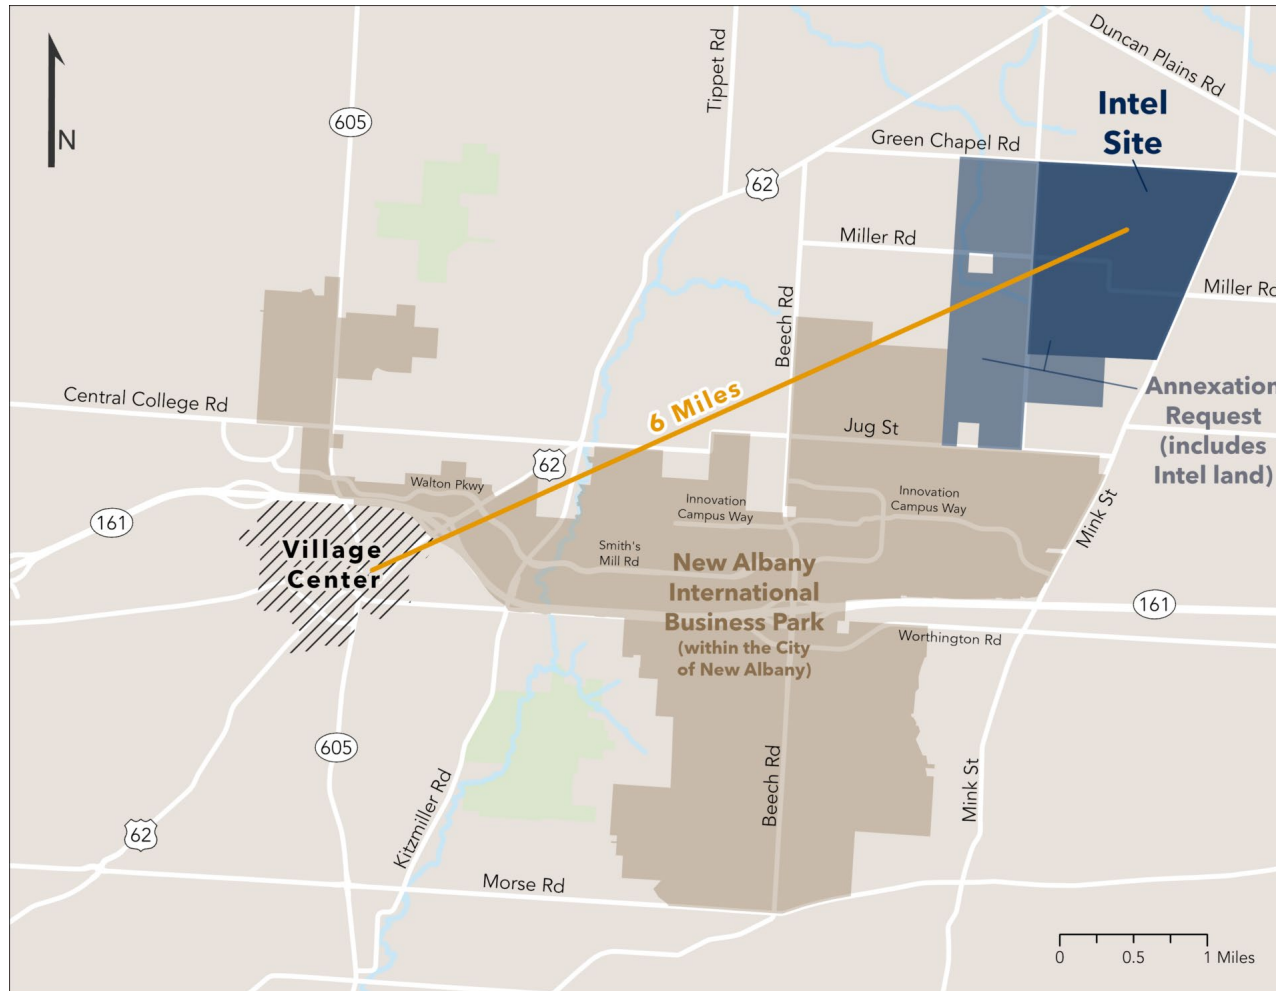 Duncan Plains Rd
Tippet Rd
Intel
Site
605
Green Chapel Rd
N
62
Miller Rd
Miller Rd
Beech Rd
6 Miles
Annexation
Request
(includes
Intel land)
Central College Rd
Jug St
62
Walton Pkwy
Innovation
Campus Way
Innovation
Campus Way
161
Mink St
Village
Center
Smith's
Mill Rd
New Albany
International
Business Park
(within the City
of New Albany)
161
Worthington Rd
605
Beech Rd
Mink St
Kitzmiller Rd
62
Morse Rd
0 0.5 1 Miles